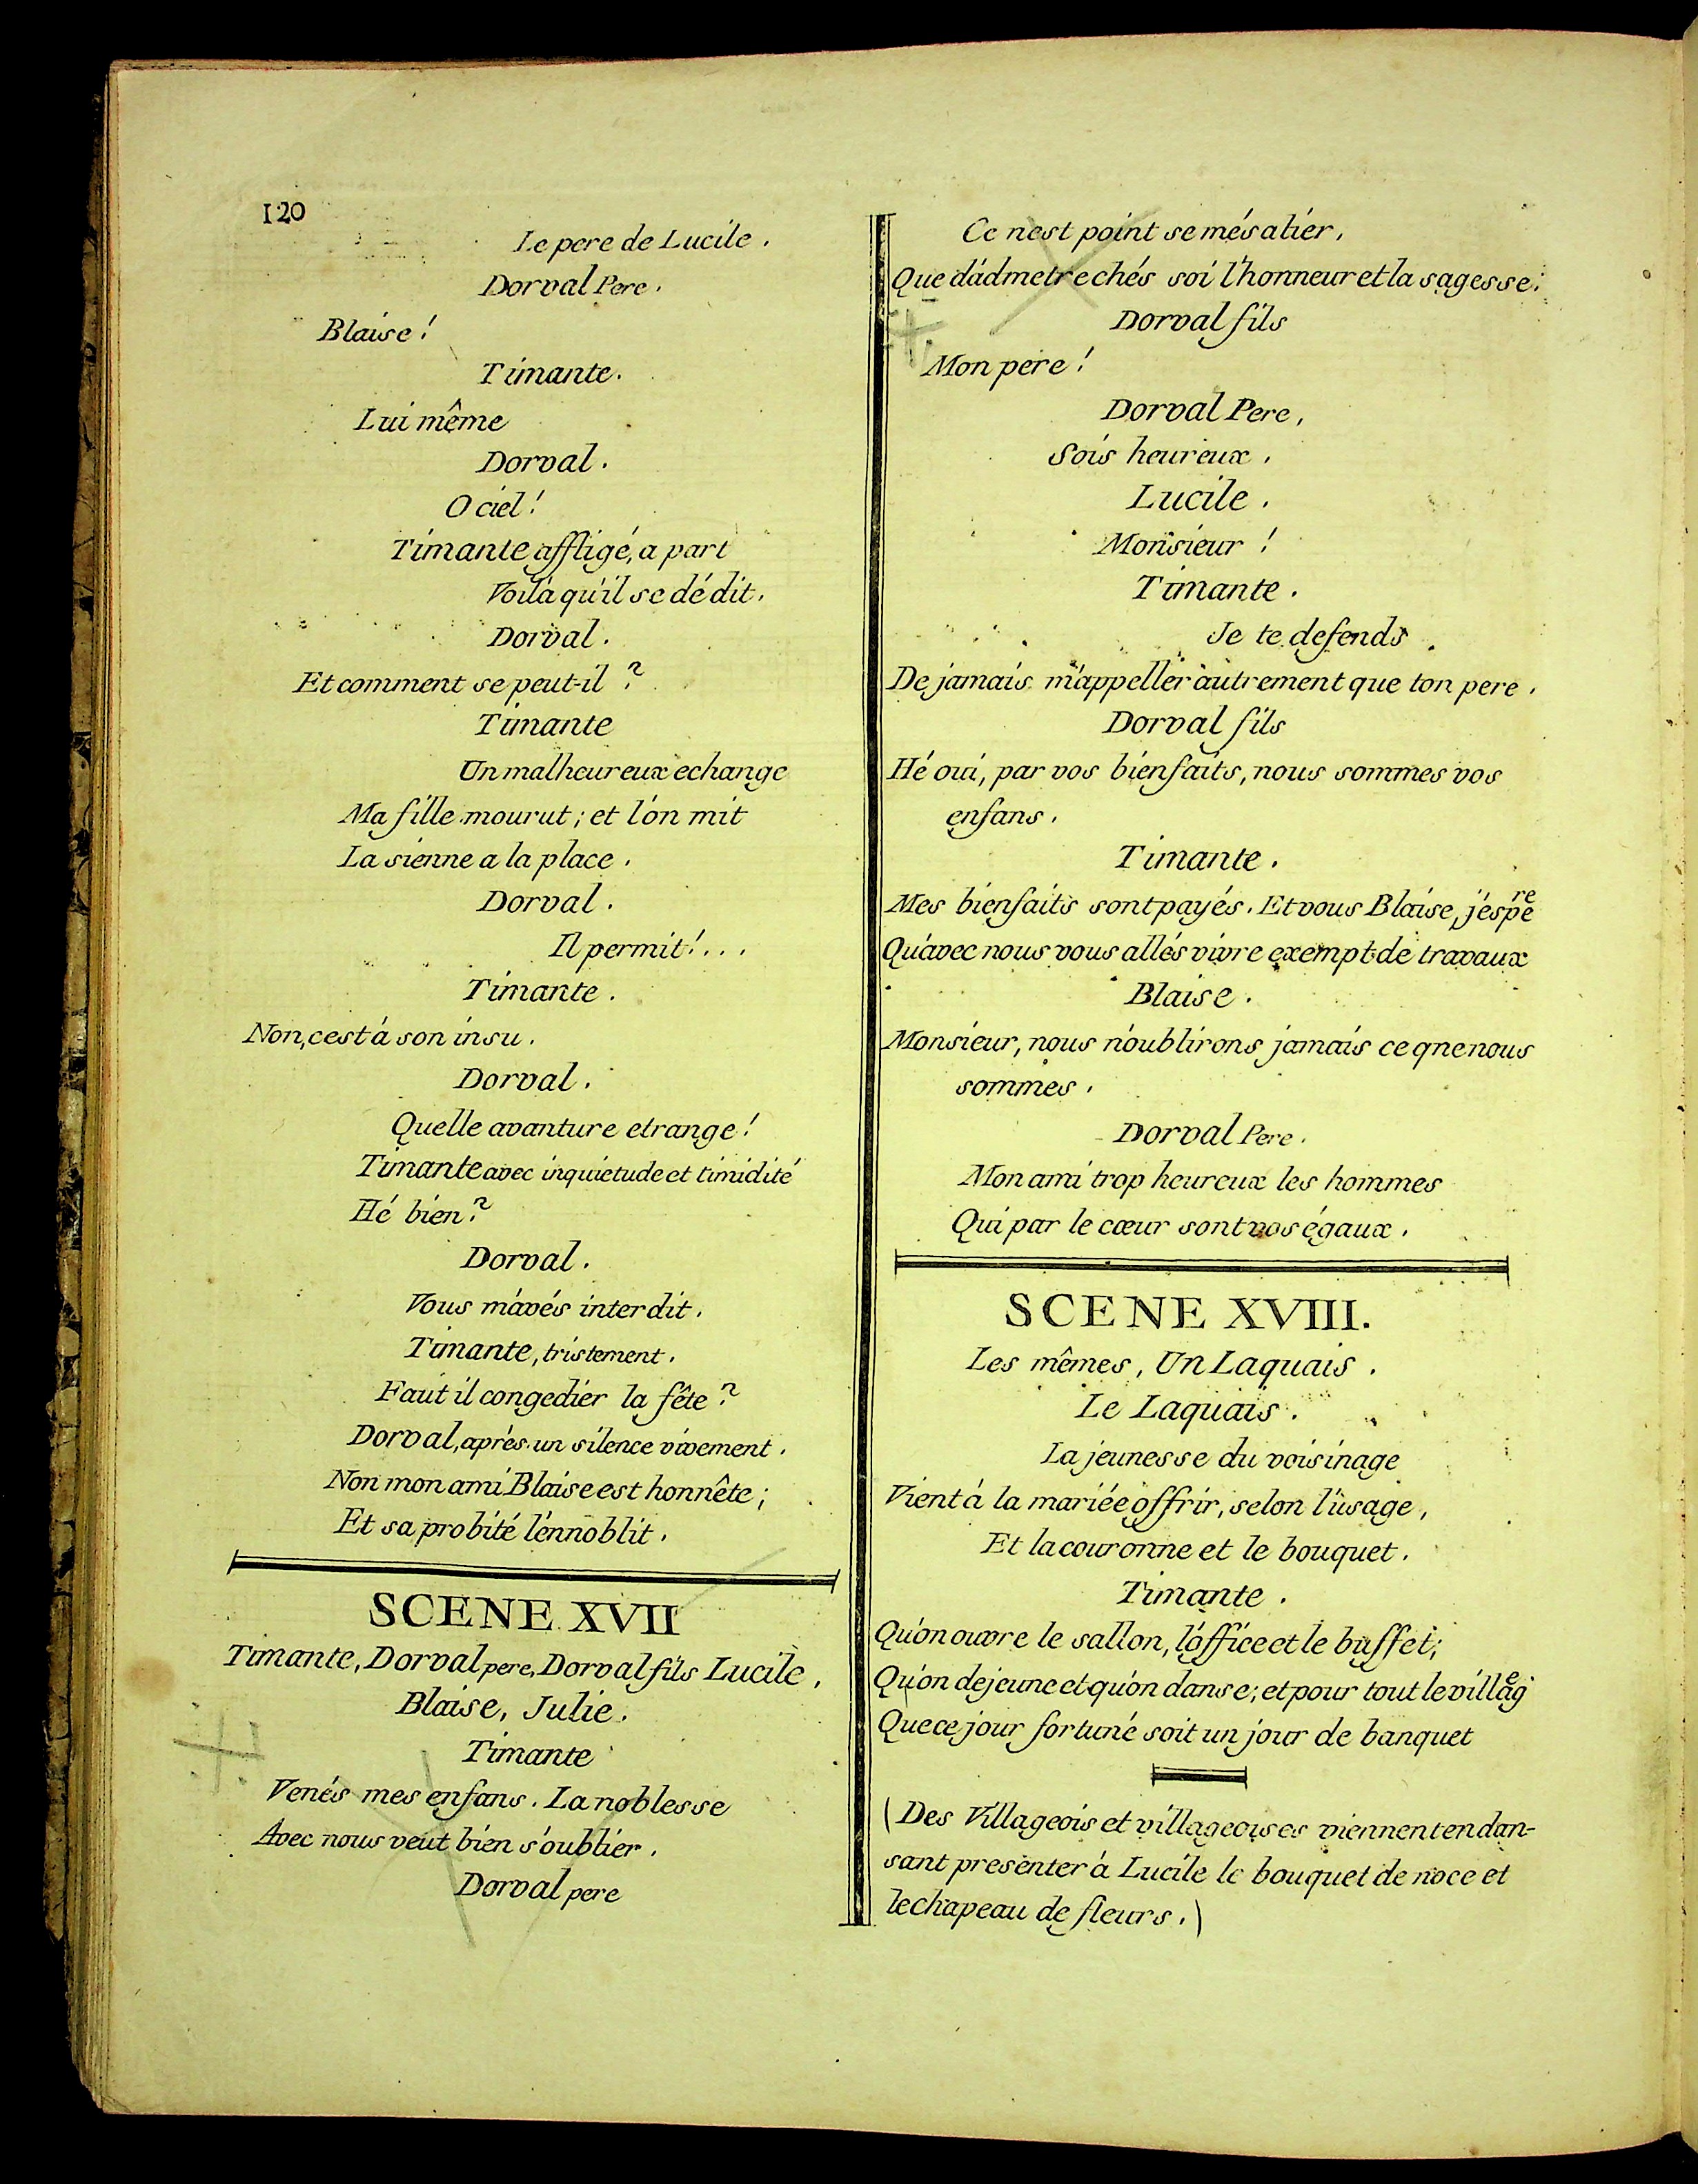 120
Le pere de Lucile.
Dorval Pere.
Blaise!
Timante.
Lui même
Dorval.
O ciel!
Timante affligé, a part
Voila qu'il se dédit.
Dorval.
Et comment se peut-il?
Timante
Un malheureux echange
Ma fille mourut; et l'on mit
La sienne a la place.
Dorval.
Il permit!...
Timante.
Non, c'est à son insu.
Dorval.
Quelle avanture etrange!
Timante avec inquietude et timidité
Hé bien?
Dorval.
Vous m'avés interdit.
Timante, tristement.
Faut il congedier la fête?
Dorval, après un silence vivement.
Non mon ami Blaise est honnête;
Et sa probité l'ennoblit.
SCENE XVII
Timante, Dorval pere, Dorval fils Lucile,
Blaise, Julie.
Timante
Venés mes enfans. La noblesse
Avec nous veut bien s'oublier.
Dorval pere
Ce n'est point se mésalier,
Que d'admetre chés soi l'honneur et la sagesse.
Dorval fils
Mon pere!
Dorval Pere,
Sois heureux.
Lucile.
Monsieur!
Timante.
Je te defends
De jamais m'appeller autrement que ton pere.
Dorval fils
Hé oui, par vos bienfaits, nous sommes vos
enfans.
Timante.
Mes bienfaits sont payés. Et vous Blaise, j'espere
Qu'avec nous vous allés vivre exempt de travaux
Blaise.
Monsieur, nous n'oublirons jamais ce qne nous
sommes.
Dorval Pere.
Mon ami trop heureux les hommes
Qui par le cœur sont vos égaux.
SCENE XVIII.
Les mêmes, Un Laquais.
Le Laquais.
La jeunesse du voisinage
Vient à la mariée offrir, selon l'usage,
Et la couronne et le bouquet.
Timante.
Qu'on ouvre le sallon, l'office et le buffet;
Qu'on dejeune et qu'on danse; et pour tout le village
Que ce jour fortuné soit un jour de banquet
(Des Villageois et villageoises viennent en dan-
sant presenter à Lucile le bouquet de noce et
le chapeau de fleurs.)